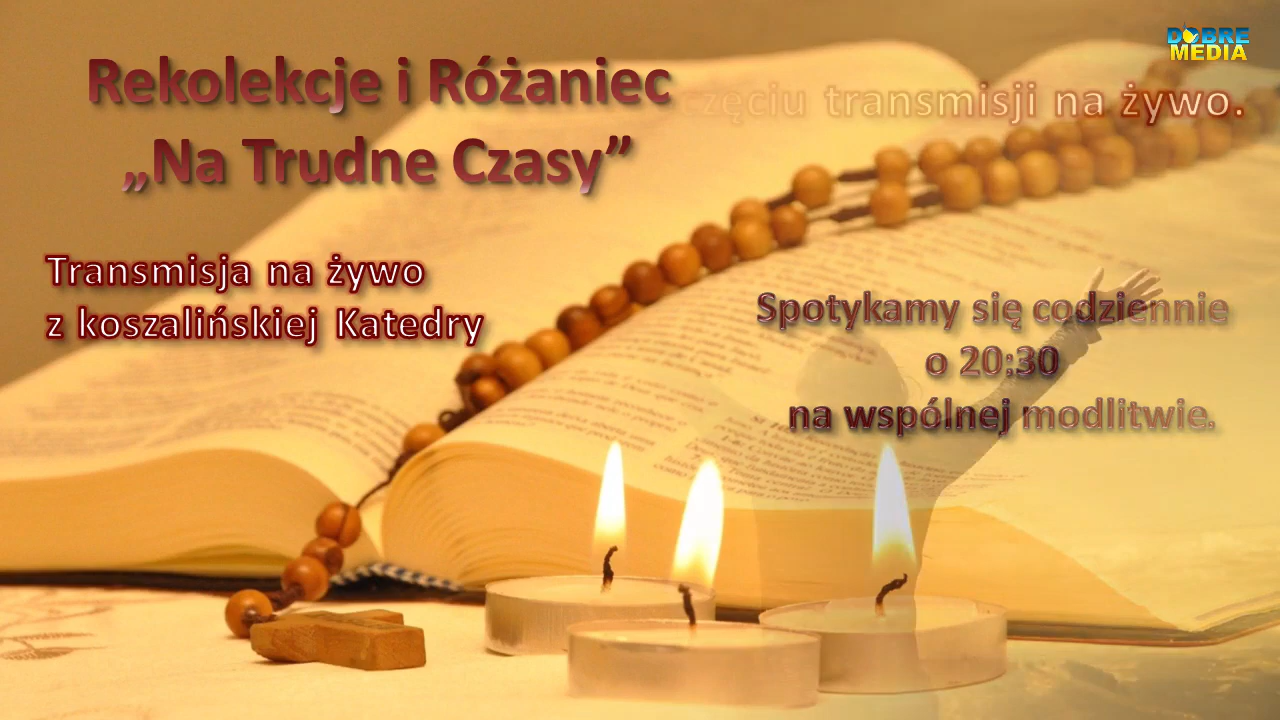 DOBRE
MEDIA
Rekolekcje i Różaniec
„Na Trudne Czasy”
transmisji na żywo.
Transmisja na żywo
z koszalińskiej Katedry
Spotykamy się codziennie
o 20:30
na wspólnej modlitwie.